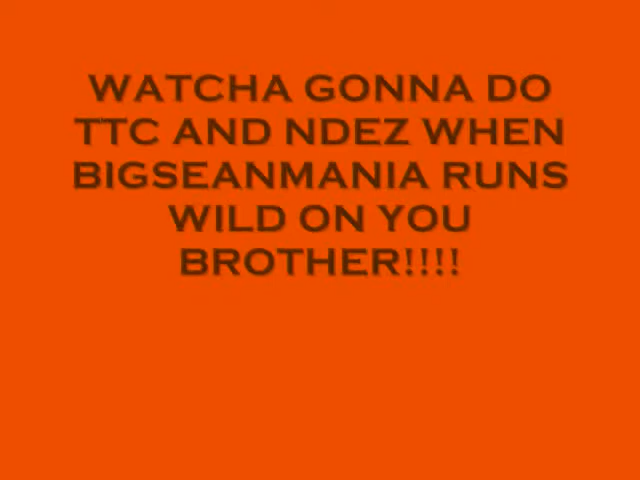 WATCHA GONNA DO
TTC AND NDEZ WHEN
BIGSEANMANIA RUNS
WILD ON YOU
BROTHER!!!!